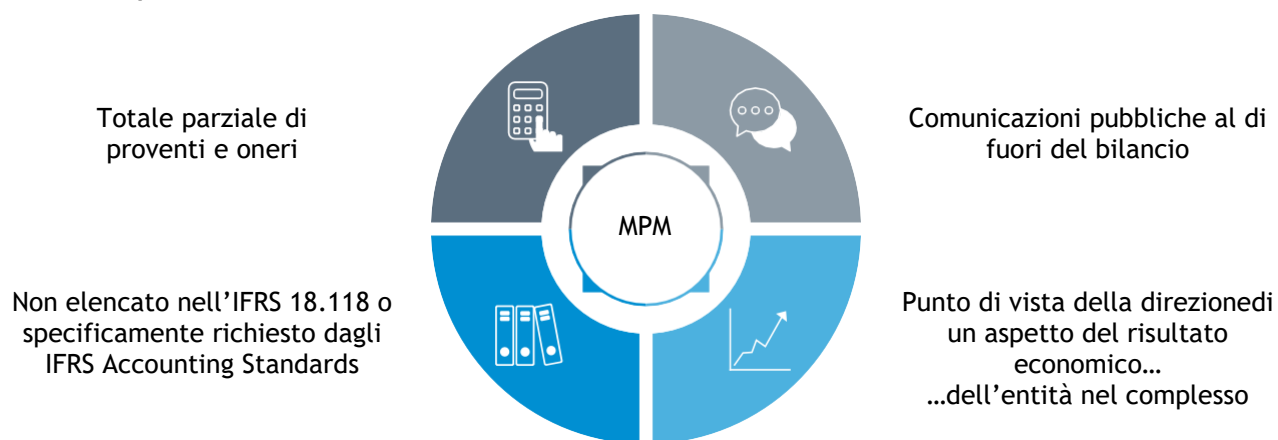 Totale parziale di
proventi e oneri
Comunicazioni pubbliche al di
fuori del bilancio
MPM
Non elencato nell’IFRS 18.118 o
specificamente richiesto dagli
IFRS Accounting Standards
Punto di vista della direzionedi
un aspetto del risultato
economico…
…dell’entità nel complesso